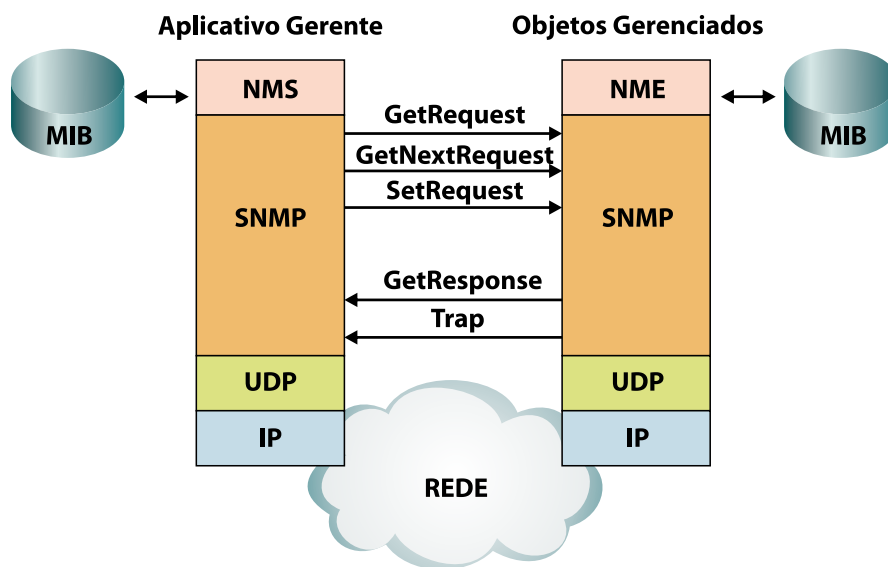 Aplicativo Gerente
Objetos Gerenciados
NMS
NME
MIB
MIB
GetRequest
GetNextRequest
SetRequest
SNMP
SNMP
GetResponse
Trap
UDP
UDP
IP
IP
REDE